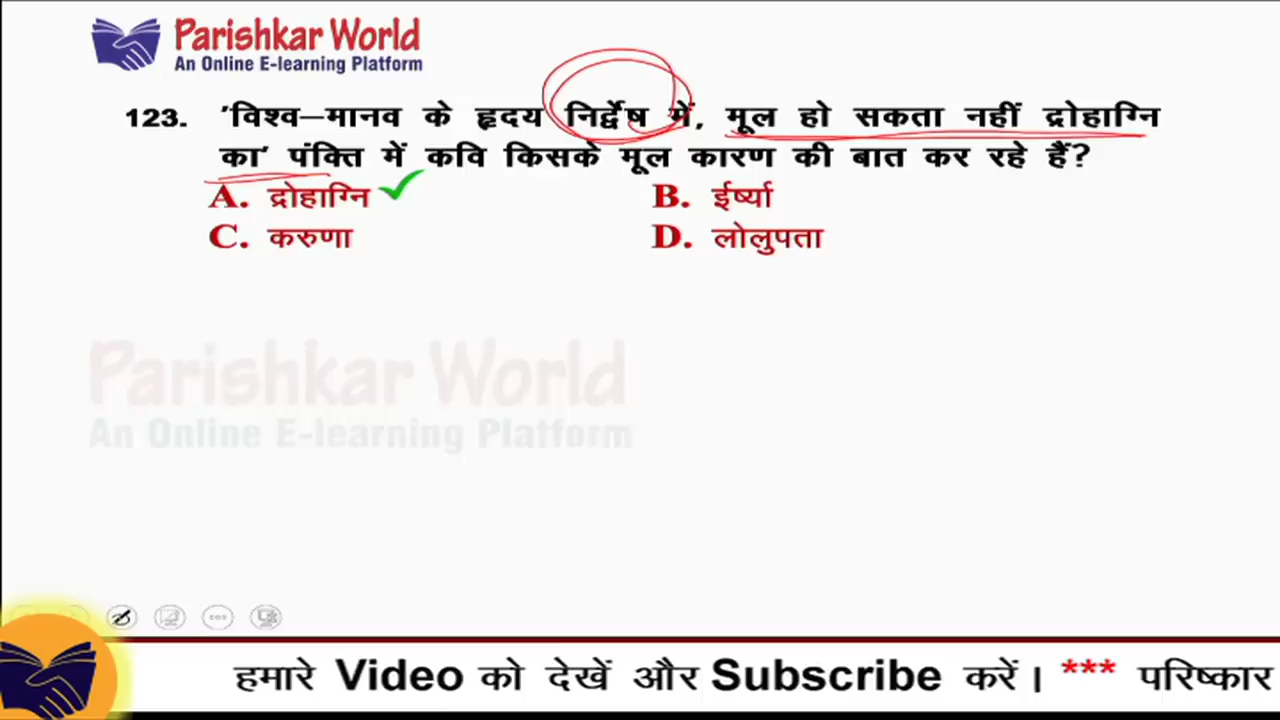 Parishkar World
An Online E-learning Platform
123. 'विश्व–मानव के हृदय निर्द्वेष में, मूल हो सकता नहीं द्रोहाग्नि
का' पंक्ति में कवि किसके मूल कारण की बात कर रहे हैं?
A. द्रोहाग्नि B. ईर्ष्या
C. करुणा D. लोलुपता
Parishkar World
An Online E-learning Platform
हमारे Video को देखें और Subscribe करें। *** परिष्कार